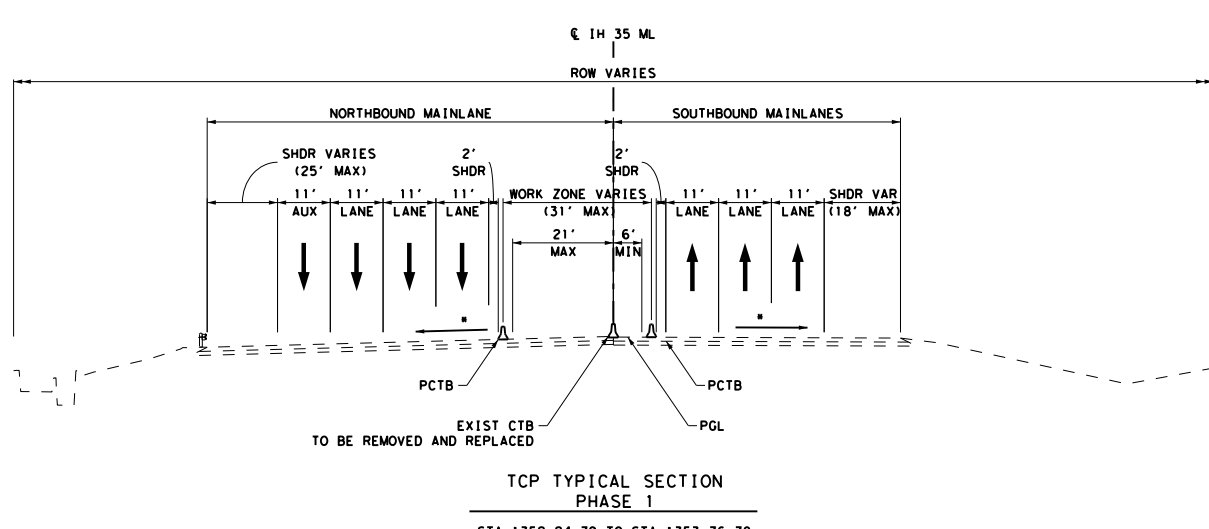 ℄ IH 35 ML
ROW VARIES
NORTHBOUND MAINLANE
SOUTHBOUND MAINLANES
SHDR VARIES
(25' MAX)
2'
SHDR
2'
SHDR
11'
AUX
11'
LANE
11'
LANE
11'
LANE
WORK ZONE VARIES
(31' MAX)
11'
LANE
11'
LANE
11'
LANE
SHDR VAR
(18' MAX)
21'
MAX
6'
MIN
*
*
PCTB
PCTB
EXIST CTB
TO BE REMOVED AND REPLACED
PGL
TCP TYPICAL SECTION
PHASE 1